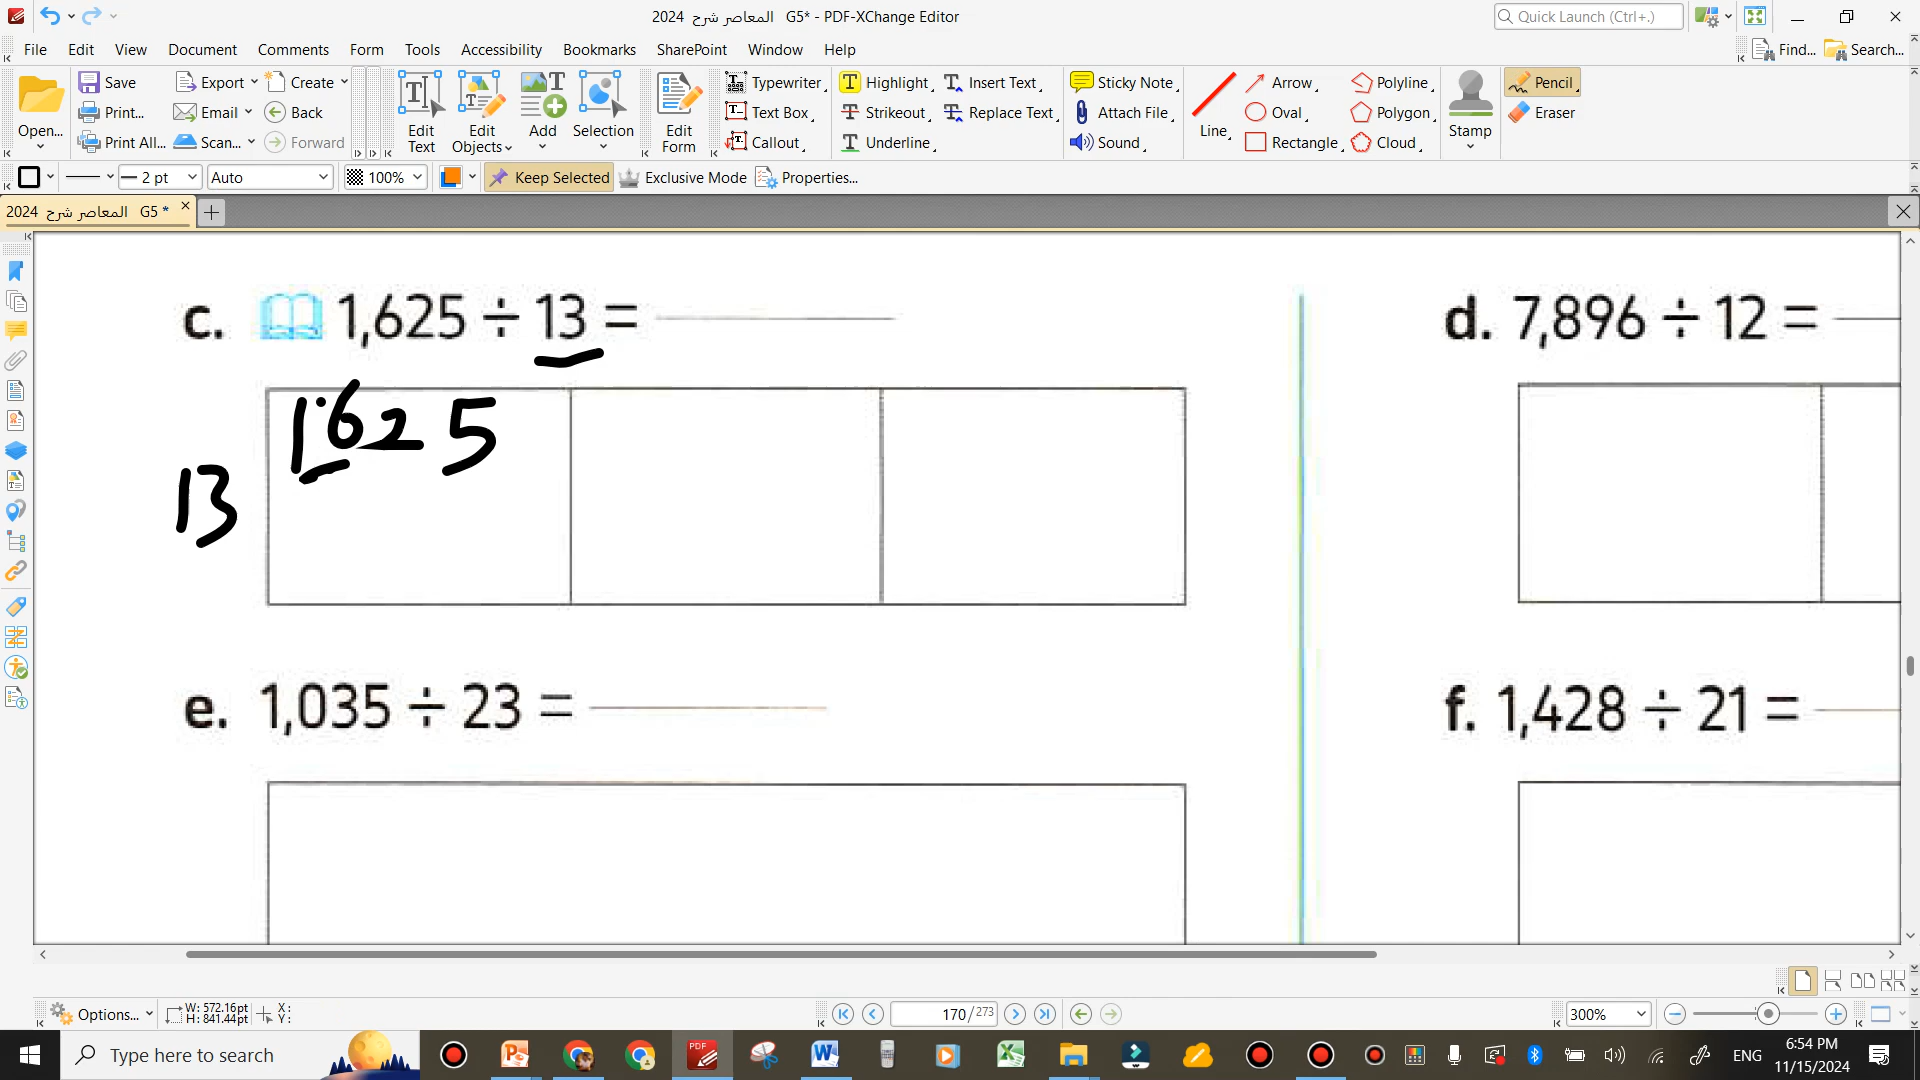 2024 المعاصر شرح G5* - PDF-XChange Editor
Quick Launch (Ctrl+.)
File Edit View Document Comments Form Tools Accessibility Bookmarks SharePoint Window Help
Find... Search...
Open... Save Print... Print All... Export Email Scan... Create Back Forward
Edit Text Edit Objects Add Selection Edit Form
Typewriter Text Box Callout Highlight Strikeout Underline Insert Text Replace Text
Sticky Note Attach File Sound Line Arrow Oval Rectangle Polyline Polygon Cloud Stamp Pencil Eraser
2 pt Auto 100% Keep Selected Exclusive Mode Properties...
2024 المعاصر شرح G5 *
c. 1,625 ÷ 13 =
d. 7,896 ÷ 12 =
1625
13
e. 1,035 ÷ 23 =
f. 1,428 ÷ 21 =
Options... W: 572.16pt H: 841.44pt X: Y:
170 / 273
300%
Type here to search
PDF
ENG
6:54 PM
11/15/2024